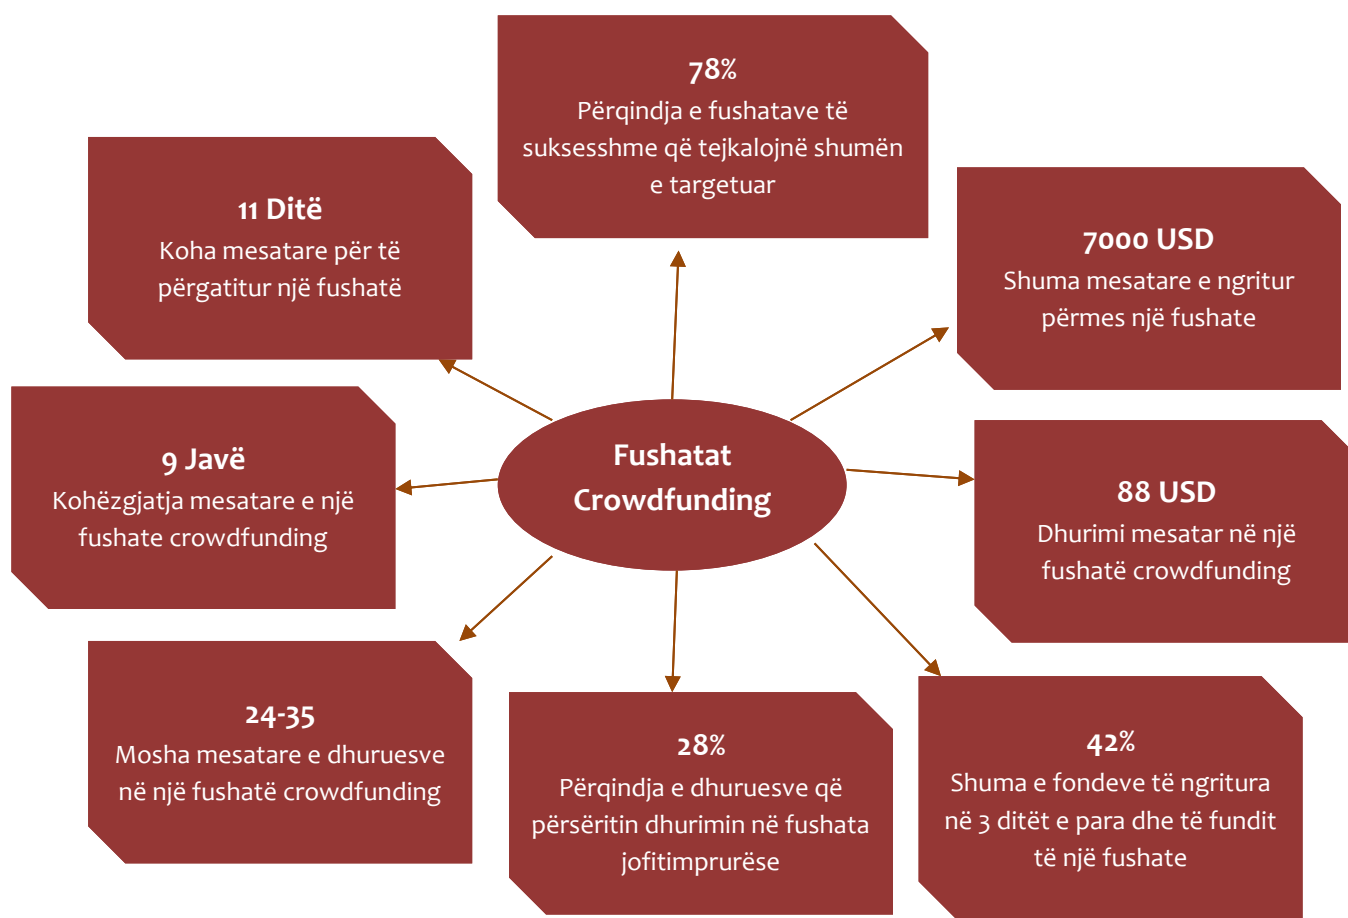 78%
Përqindja e fushatave të
suksesshme që tejkalojnë shumën
e targetuar
11 Ditë
Koha mesatare për të
përgatitur një fushatë
7000 USD
Shuma mesatare e ngritur
përmes një fushate
9 Javë
Kohëzgjatja mesatare e një
fushate crowdfunding
Fushatat
Crowdfunding
88 USD
Dhurimi mesatar në një
fushatë crowdfunding
24-35
Mosha mesatare e dhuruesve
në një fushatë crowdfunding
28%
Përqindja e dhuruesve që
përsëritin dhurimin në fushata
jofitimprurëse
42%
Shuma e fondeve të ngritura
në 3 ditët e para dhe të fundit
të një fushate